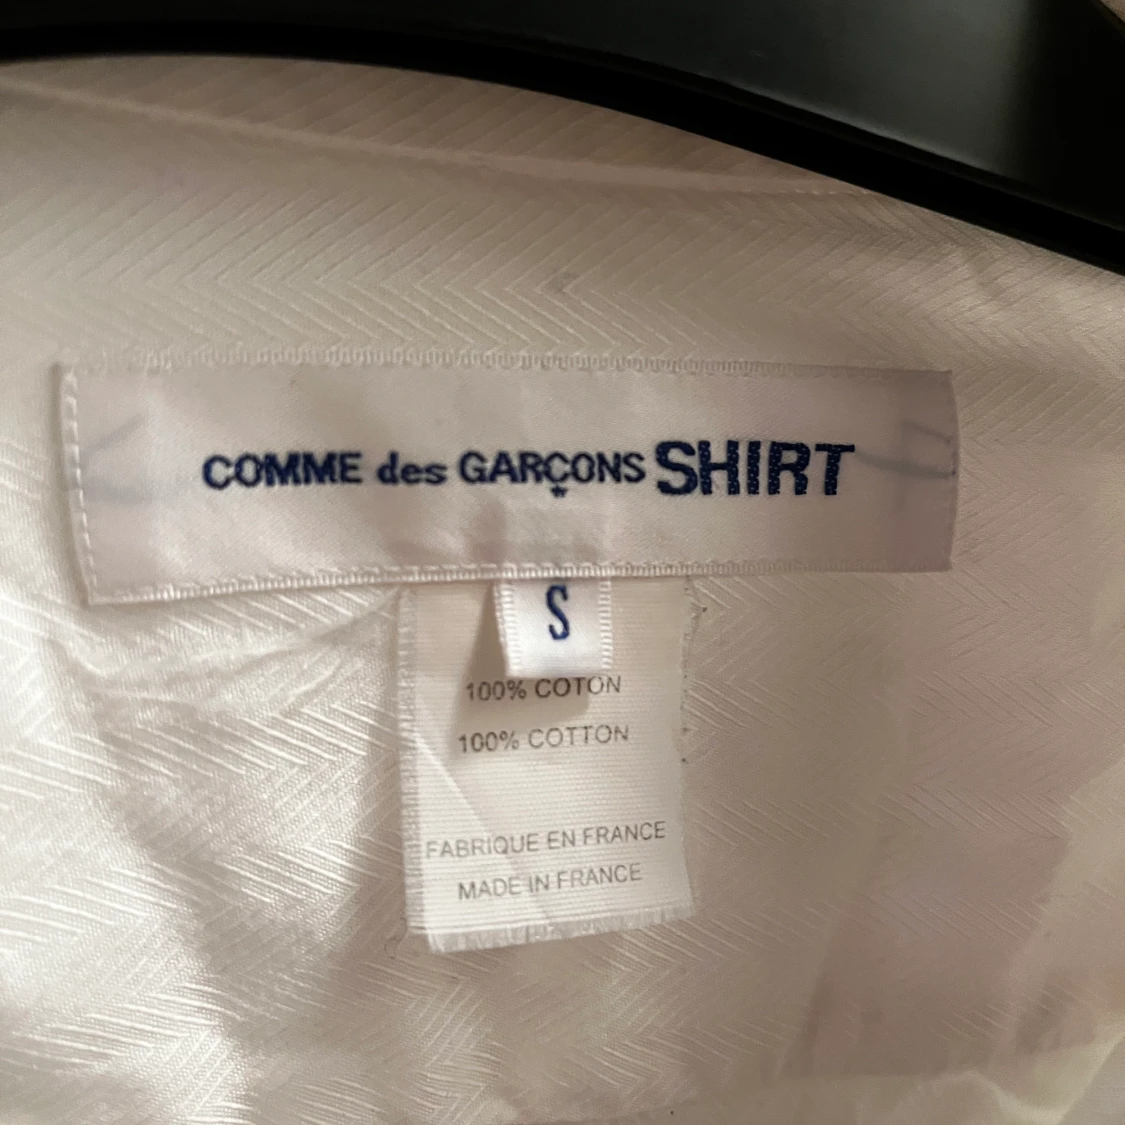 COMME des GARÇONS SHIRT
S
100% COTON
100% COTTON
FABRIQUE EN FRANCE
MADE IN FRANCE